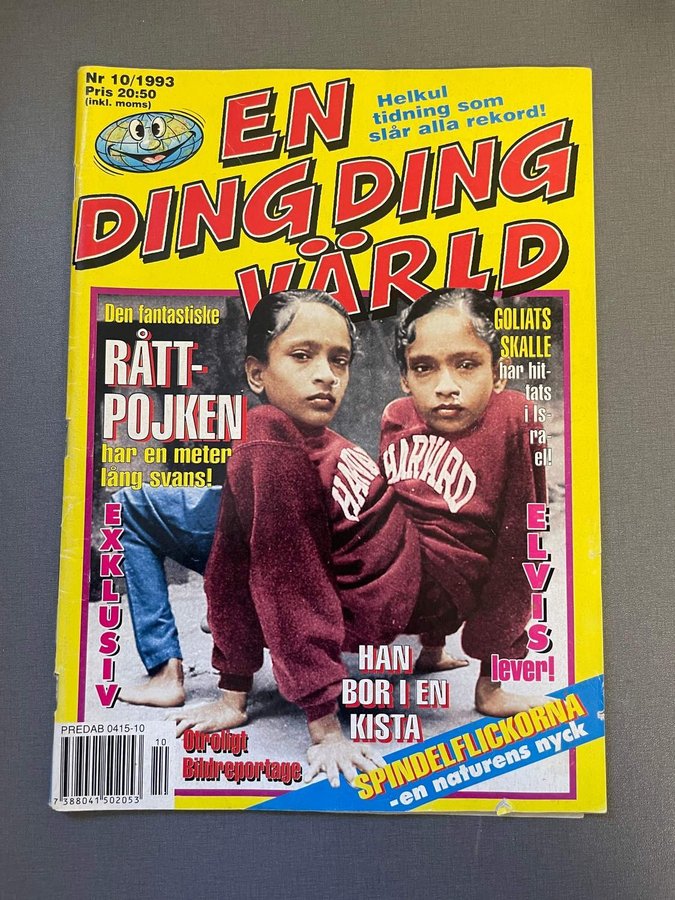 Nr 10/1993
Pris 20:50
(inkl. moms)
Helkul
tidning som
slår alla rekord!
EN
DING DING
VÄRLD
Den fantastiske
RÅTT-
POJKEN
har en meter
lång svans!
GOLIATS
SKALLE
har hit-
tats
i Is-
ra-
el!
HARVARD
EXKLUSIV
ELVIS
lever!
HAN
BOR I EN
KISTA
Otroligt
Bildreportage
SPINDELFLICKORNA
-en naturens nyck
PREDAB 0415-10
10
7 388041 502053